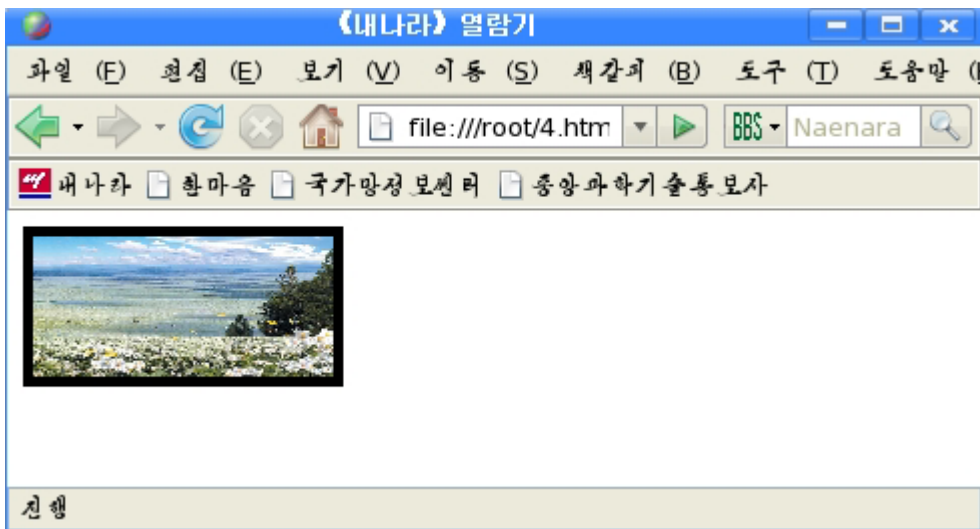 《내나라》 열람기
파일 (F) 편집 (E) 보기 (V) 이동 (S) 책갈피 (B) 도구 (T) 도움말
file:///root/4.htm BBS Naenara
내나라 한마음 국가망정보쎈터 중앙과학기술통보사
진행